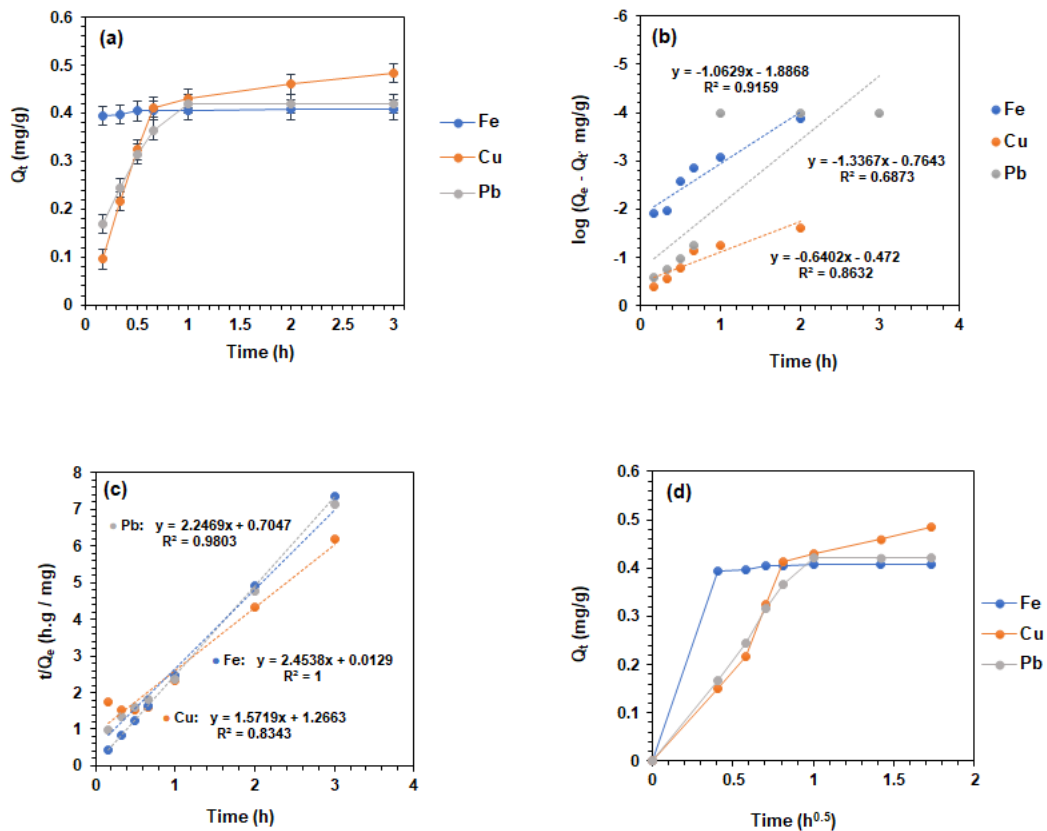 (a)
0.6
0.5
0.4
0.3
0.2
0.1
0
Qt (mg/g)
0 0.5 1 1.5 2 2.5 3
Time (h)
Fe
Cu
Pb
(b)
-6
-5
-4
-3
-2
-1
0
log (Qe - Qt, mg/g)
y = -1.0629x - 1.8868
R² = 0.9159
y = -1.3367x - 0.7643
R² = 0.6873
y = -0.6402x - 0.472
R² = 0.8632
0 1 2 3 4
Time (h)
Fe
Cu
Pb
(c)
8
7
6
5
4
3
2
1
0
t/Qe (h.g / mg)
Pb: y = 2.2469x + 0.7047
R² = 0.9803
Fe: y = 2.4538x + 0.0129
R² = 1
Cu: y = 1.5719x + 1.2663
R² = 0.8343
0 1 2 3 4
Time (h)
(d)
0.6
0.5
0.4
0.3
0.2
0.1
0
Qt (mg/g)
0 0.5 1 1.5 2
Time (h0.5)
Fe
Cu
Pb